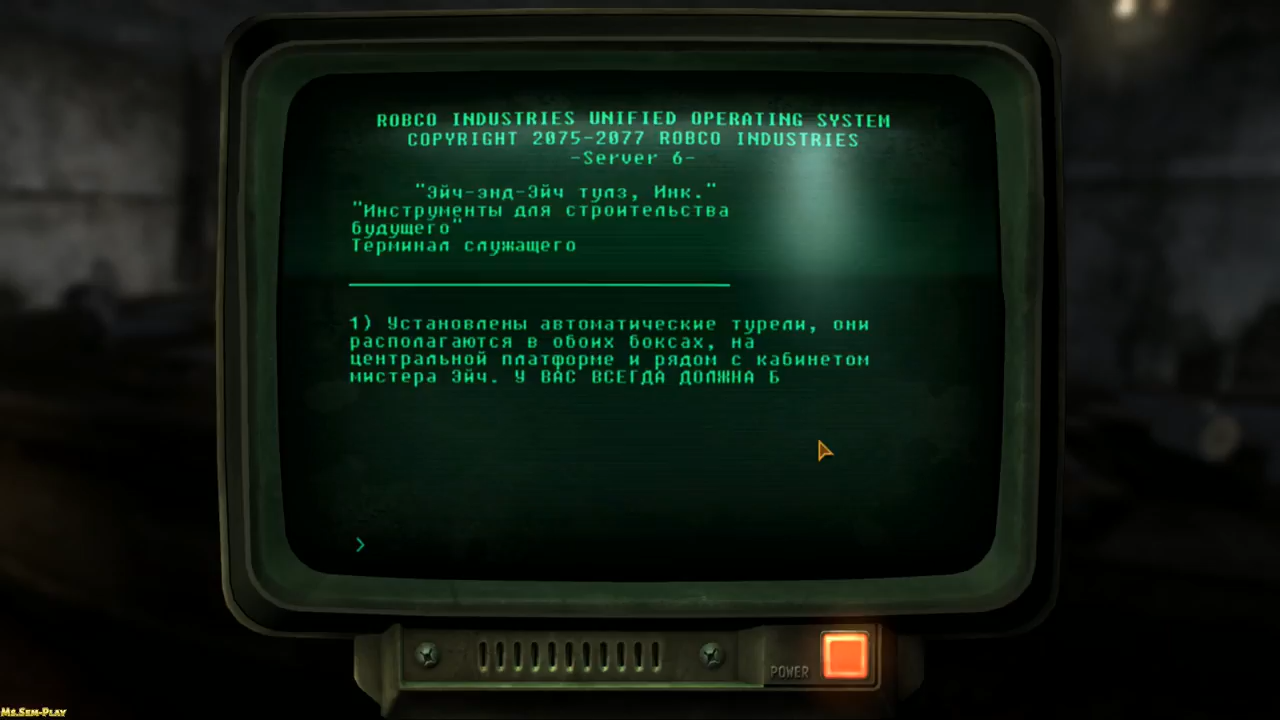 ROBCO INDUSTRIES UNIFIED OPERATING SYSTEM
COPYRIGHT 2075-2077 ROBCO INDUSTRIES
-Server 6-
"Эйч-энд-Эйч тулз, Инк."
"Инструменты для строительства
будущего"
Терминал служащего
1) Установлены автоматические турели, они
располагаются в обоих боксах, на
центральной платформе и рядом с кабинетом
мистера Эйч. У ВАС ВСЕГДА ДОЛЖНА Б
>
POWER
Ms.Sem-Play